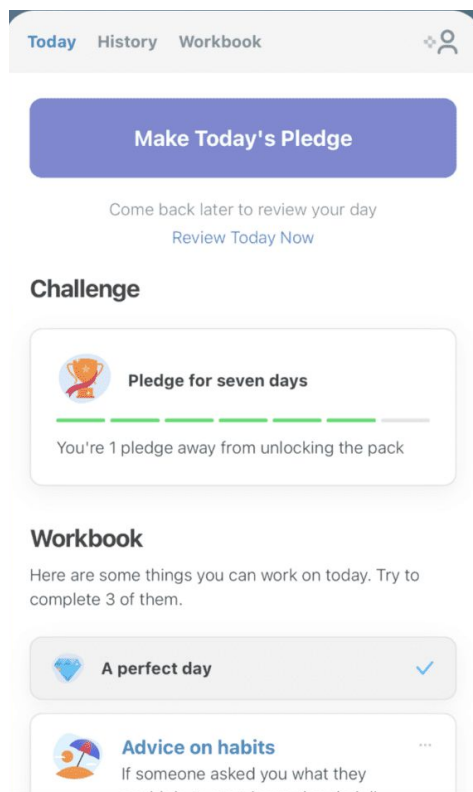 Today History Workbook
Make Today's Pledge
Come back later to review your day
Review Today Now
Challenge
Pledge for seven days
You're 1 pledge away from unlocking the pack
Workbook
Here are some things you can work on today. Try to
complete 3 of them.
A perfect day
Advice on habits
If someone asked you what they